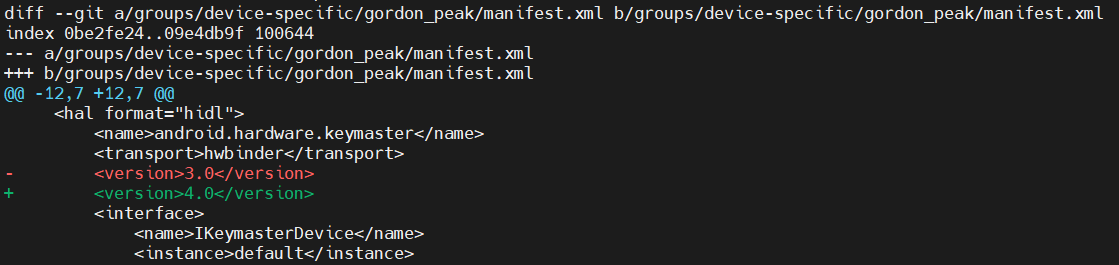 diff --git a/groups/device-specific/gordon_peak/manifest.xml b/groups/device-specific/gordon_peak/manifest.xml
index 0be2fe24..09e4db9f 100644
--- a/groups/device-specific/gordon_peak/manifest.xml
+++ b/groups/device-specific/gordon_peak/manifest.xml
@@ -12,7 +12,7 @@
     <hal format="hidl">
         <name>android.hardware.keymaster</name>
         <transport>hwbinder</transport>
-        <version>3.0</version>
+        <version>4.0</version>
         <interface>
             <name>IKeymasterDevice</name>
             <instance>default</instance>